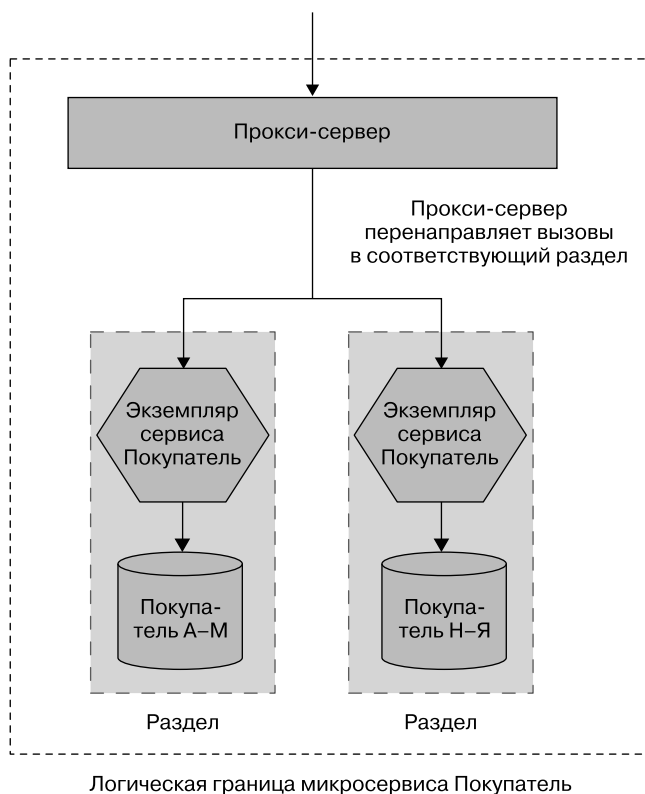 Прокси-сервер
Прокси-сервер
перенаправляет вызовы
в соответствующий раздел
Экземпляр
сервиса
Покупатель
Экземпляр
сервиса
Покупатель
Покупа-
тель А–М
Покупа-
тель Н–Я
Раздел
Раздел
Логическая граница микросервиса Покупатель